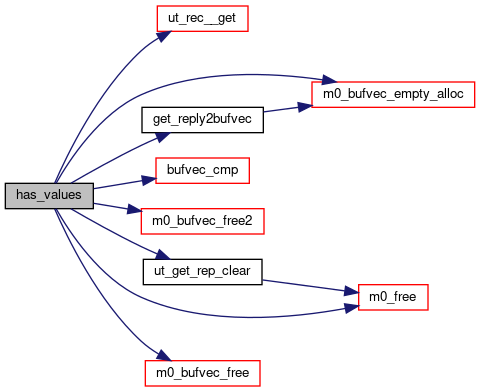 ut_rec__get
m0_bufvec_empty_alloc
get_reply2bufvec
bufvec_cmp
has_values
m0_bufvec_free2
ut_get_rep_clear
m0_free
m0_bufvec_free